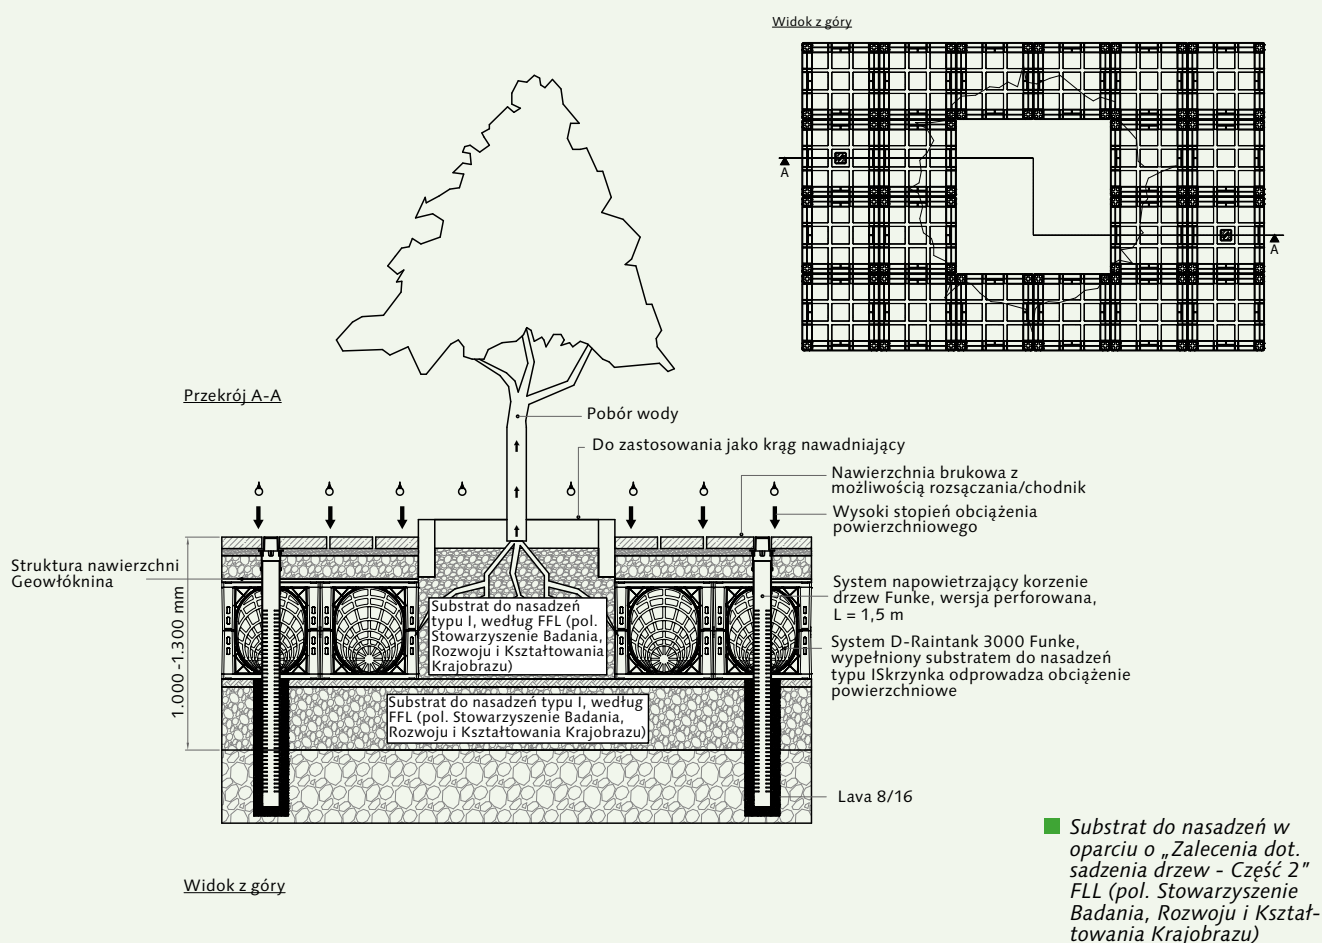 Widok z góry
A
A
Przekrój A-A
Pobór wody
Do zastosowania jako krąg nawadniający
Nawierzchnia brukowa z
możliwością rozsączania/chodnik
Wysoki stopień obciążenia
powierzchniowego
Struktura nawierzchni
Geowłóknina
1.000-1.300 mm
System napowietrzający korzenie
drzew Funke, wersja perforowana,
L = 1,5 m
Substrat do nasadzeń
typu I, według FFL (pol.
Stowarzyszenie Badania,
Rozwoju i Kształtowania
Krajobrazu)
System D-Raintank 3000 Funke,
wypełniony substratem do nasadzeń
typu ISkrzynka odprowadza obciążenie
powierzchniowe
Substrat do nasadzeń typu I, według
FFL (pol. Stowarzyszenie Badania,
Rozwoju i Kształtowania Krajobrazu)
Lava 8/16
Widok z góry
Substrat do nasadzeń w
oparciu o „Zalecenia dot.
sadzenia drzew - Część 2”
FLL (pol. Stowarzyszenie
Badania, Rozwoju i Kształ-
towania Krajobrazu)